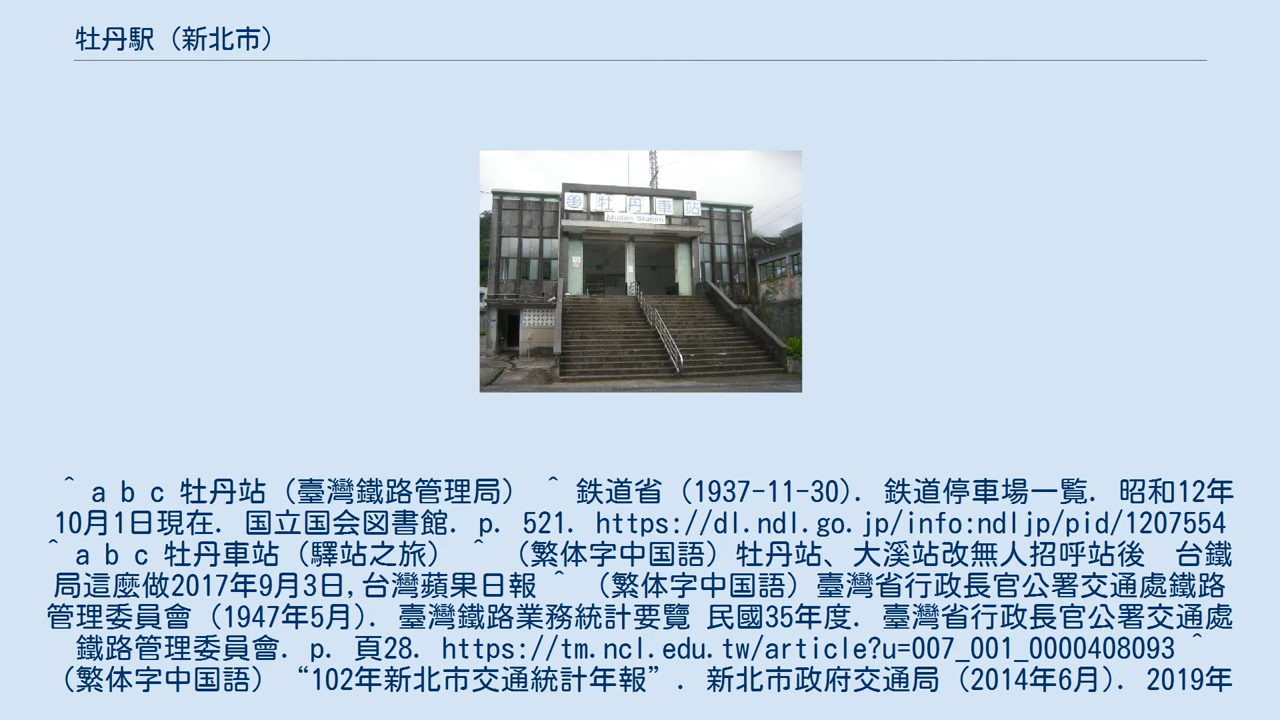 牡丹駅（新北市）
牡丹車站
Mudan Station
^ a b c 牡丹站（臺灣鐵路管理局） ^ 鉄道省（1937-11-30）. 鉄道停車場一覧. 昭和12年
10月1日現在. 国立国会図書館. p. 521. https://dl.ndl.go.jp/info:ndljp/pid/1207554
^ a b c 牡丹車站（驛站之旅） ^ （繁体字中国語）牡丹站、大溪站改無人招呼站後　台鐵
局這麼做2017年9月3日,台灣蘋果日報 ^ （繁体字中国語）臺灣省行政長官公署交通處鐵路
管理委員會（1947年5月）. 臺灣鐵路業務統計要覽 民國35年度. 臺灣省行政長官公署交通處
鐵路管理委員會. p. 頁28. https://tm.ncl.edu.tw/article?u=007_001_0000408093 ^
（繁体字中国語） “102年新北市交通統計年報”. 新北市政府交通局（2014年6月）. 2019年